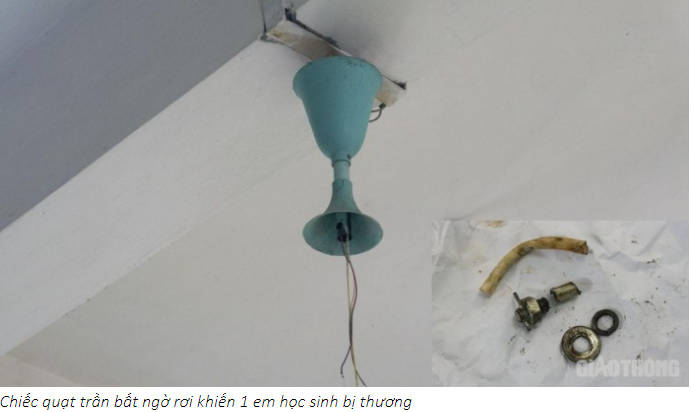 GIAOTHONG
Chiếc quạt trần bất ngờ rơi khiến 1 em học sinh bị thương